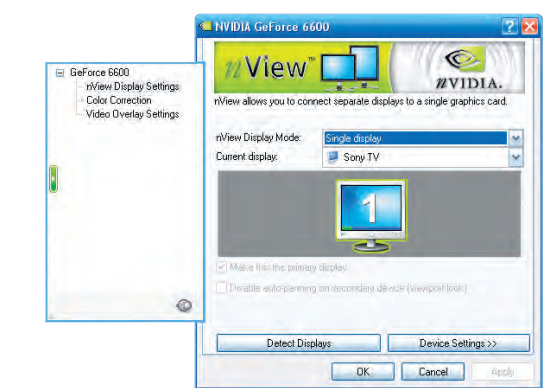 GeForce 6600
nView Display Settings
Color Correction
Video Overlay Settings
NVIDIA GeForce 6600
nView™
nVIDIA.
nView allows you to connect separate displays to a single graphics card.
nView Display Mode: Single display
Current display: Sony TV
1
Make this the primary display
Disable auto-panning on secondary device (viewport lock)
Detect Displays Device Settings >>
OK Cancel Apply